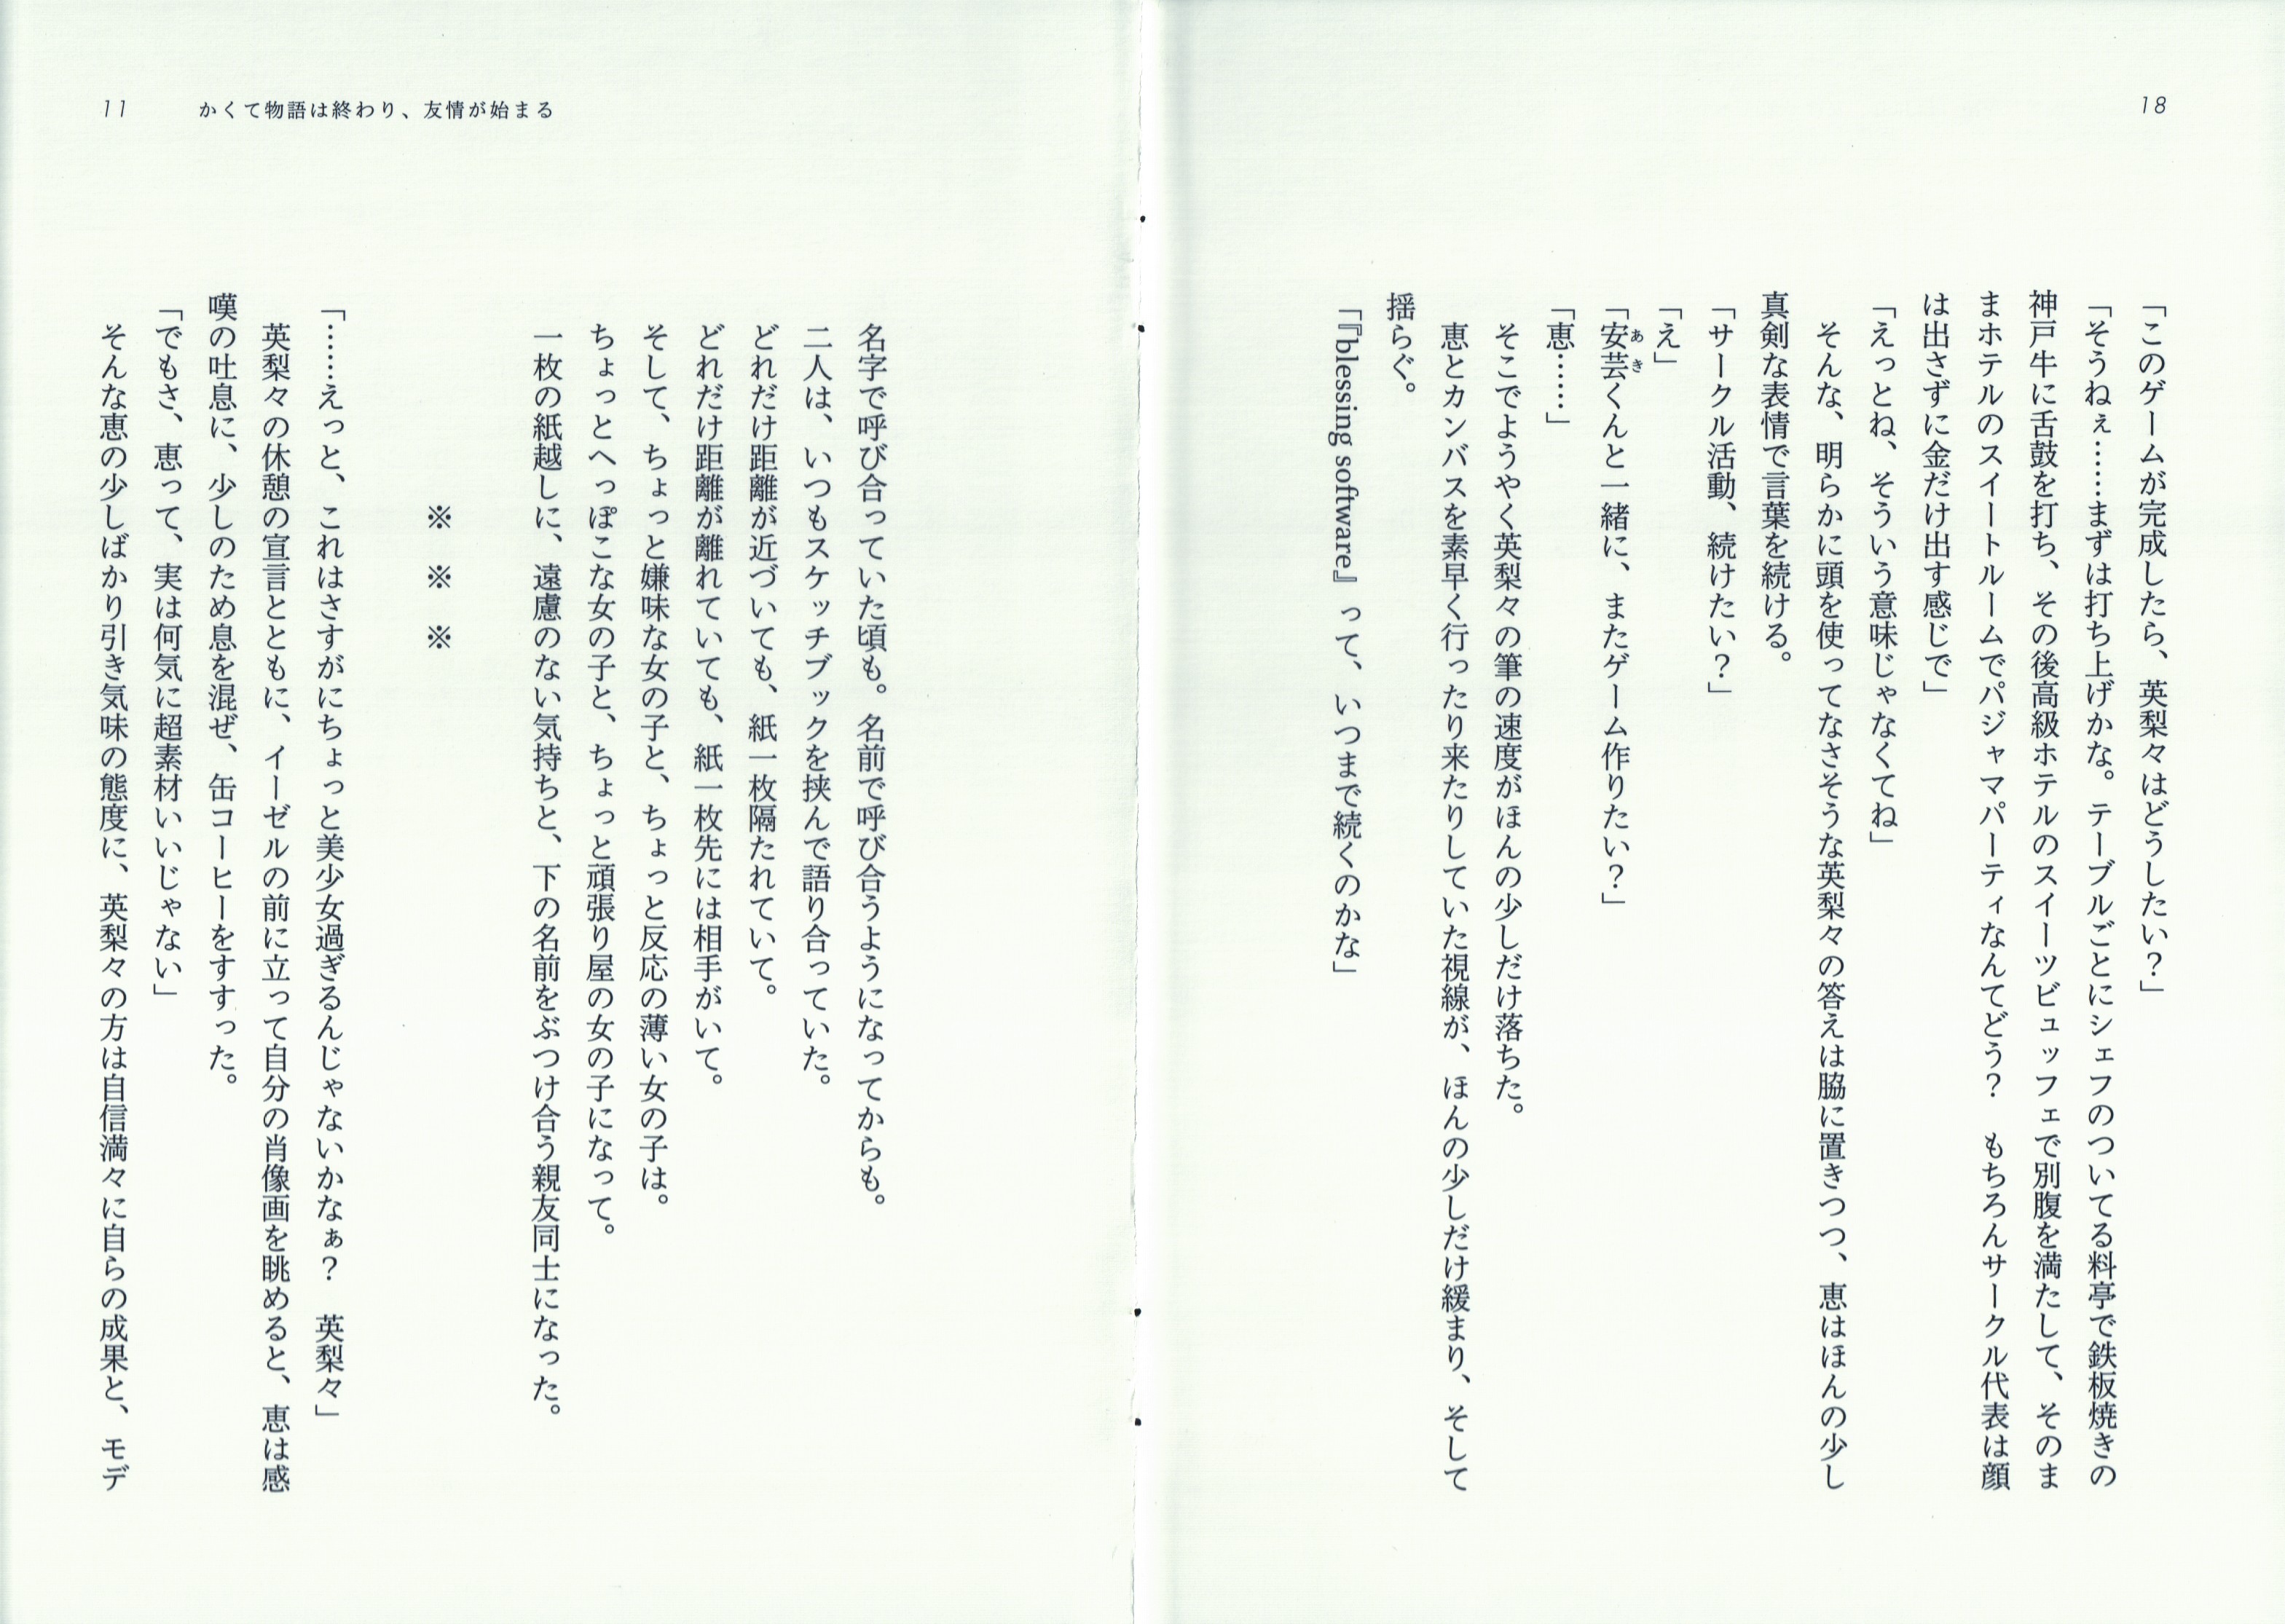 18
「このゲームが完成したら、英梨々はどうしたい？」
「そうねぇ……まずは打ち上げかな。テーブルごとにシェフのついてる料亭で鉄板焼きの
神戸牛に舌鼓を打ち、その後高級ホテルのスイーツビュッフェで別腹を満たして、そのま
まホテルのスイートルームでパジャマパーティなんてどう？　もちろんサークル代表は顔
は出さずに金だけ出す感じで」
「えっとね、そういう意味じゃなくてね」
そんな、明らかに頭を使ってなさそうな英梨々の答えは脇に置きつつ、恵はほんの少し
真剣な表情で言葉を続ける。
「サークル活動、続けたい？」
「え」
「安芸くんと一緒に、またゲーム作りたい？」
あき
「恵……」
そこでようやく英梨々の筆の速度がほんの少しだけ落ちた。
恵とカンバスを素早く行ったり来たりしていた視線が、ほんの少しだけ緩まり、そして
揺らぐ。
「『blessing software』って、いつまで続くのかな」
11 かくて物語は終わり、友情が始まる
名字で呼び合っていた頃も。名前で呼び合うようになってからも。
二人は、いつもスケッチブックを挟んで語り合っていた。
どれだけ距離が近づいても、紙一枚隔たれていて。
どれだけ距離が離れていても、紙一枚先には相手がいて。
そして、ちょっと嫌味な女の子と、ちょっと反応の薄い女の子は。
ちょっとへっぽこな女の子と、ちょっと頑張り屋の女の子になって。
一枚の紙越しに、遠慮のない気持ちと、下の名前をぶつけ合う親友同士になった。
※　※　※
「……えっと、これはさすがにちょっと美少女過ぎるんじゃないかなぁ？　英梨々」
英梨々の休憩の宣言とともに、イーゼルの前に立って自分の肖像画を眺めると、恵は感
嘆の吐息に、少しのため息を混ぜ、缶コーヒーをすすった。
「でもさ、恵って、実は何気に超素材いいじゃない」
そんな恵の少しばかり引き気味の態度に、英梨々の方は自信満々に自らの成果と、モデ